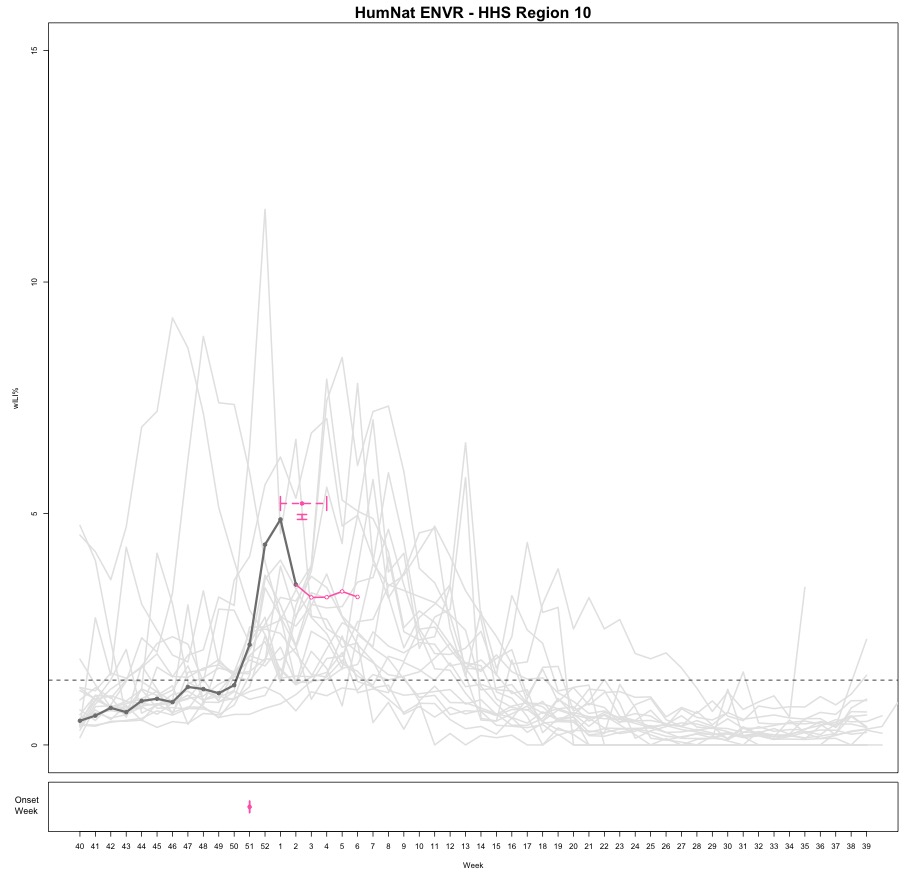 HumNat ENVR - HHS Region 10
15
10
5
0
wILI%
Onset
Week
40 41 42 43 44 45 46 47 48 49 50 51 52 1 2 3 4 5 6 7 8 9 10 11 12 13 14 15 16 17 18 19 20 21 22 23 24 25 26 27 28 29 30 31 32 33 34 35 36 37 38 39
Week